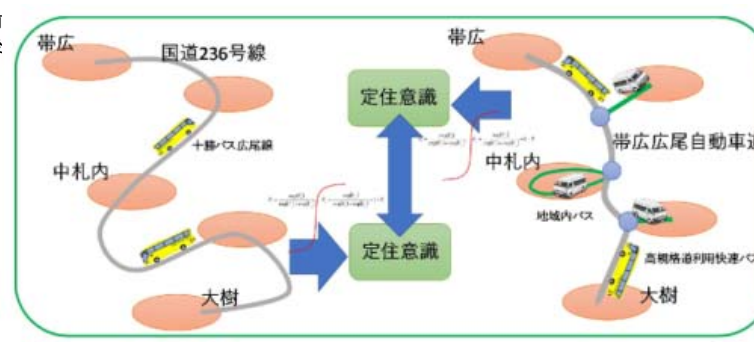 帯広
国道236号線
十勝バス広尾線
中札内
大樹
定住意識
定住意識
帯広
帯広広尾自動車道
中札内
地域内バス
高規格道利用快速バス
大樹